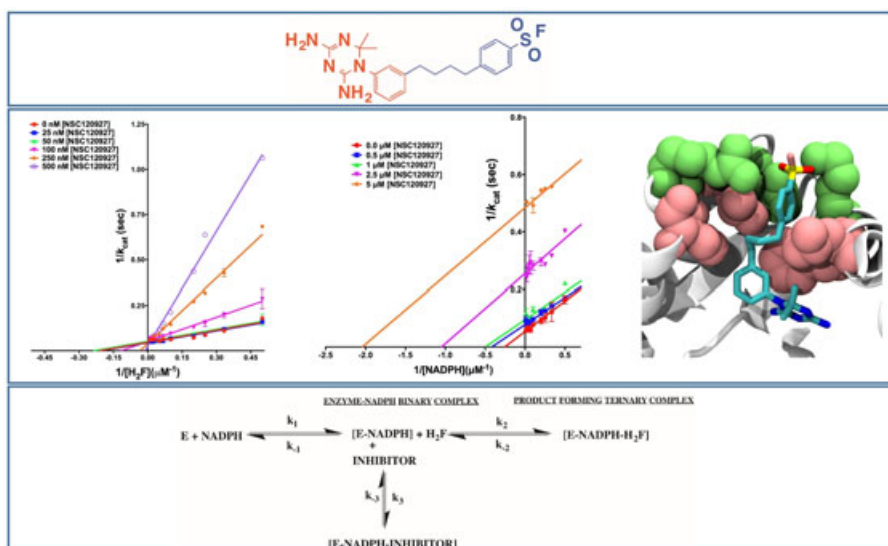 H₂N
N
N
N
N
NH₂
O
S
F
O
0 nM [NSC120927]
25 nM [NSC120927]
50 nM [NSC120927]
100 nM [NSC120927]
250 nM [NSC120927]
500 nM [NSC120927]
1.25
1.00
0.75
0.50
0.25
1/kcat (sec)
-0.45
-0.30
-0.15
0.00
0.15
0.30
0.45
1/[H₂F](μM⁻¹)
0.0 μM [NSC120927]
0.5 μM [NSC120927]
1 μM [NSC120927]
2.5 μM [NSC120927]
5 μM [NSC120927]
0.8
0.6
0.4
0.2
1/kcat (sec)
-2.5
-2.0
-1.5
-1.0
-0.5
0.0
0.5
1/[NADPH](μM⁻¹)
ENZYME-NADPH BINARY COMPLEX PRODUCT FORMING TERNARY COMPLEX
k₁ k₂
E + NADPH [E-NADPH] + H₂F [E-NADPH-H₂F]
k₋₁ k₋₂
+
INHIBITOR
k₋₃ k₃
[E-NADPH-INHIBITOR]